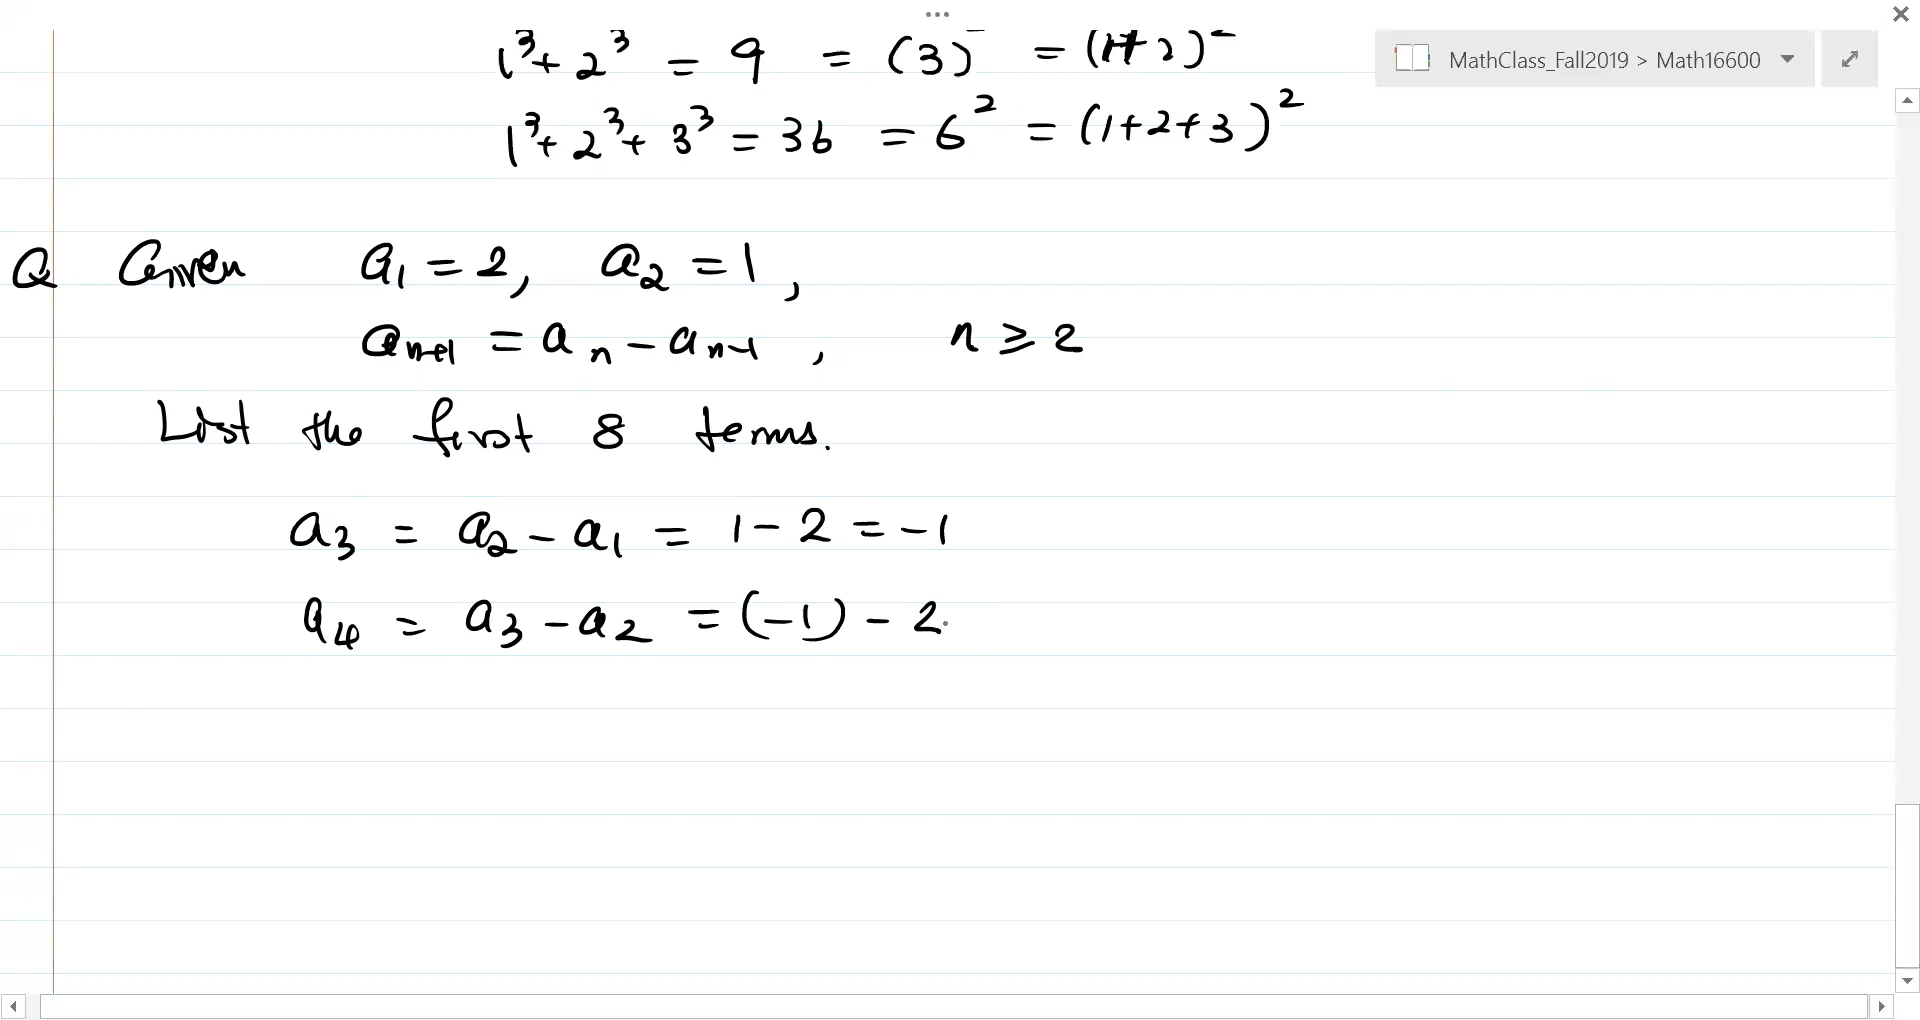 1³ + 2³ = 9 = (3)² = (1+2)²
MathClass_Fall2019 > Math16600
1³ + 2³ + 3³ = 36 = 6² = (1+2+3)²
Q Given a₁ = 2, a₂ = 1,
aₙ₊₁ = aₙ - aₙ₋₁, n ≥ 2
List the first 8 terms.
a₃ = a₂ - a₁ = 1 - 2 = -1
a₄ = a₃ - a₂ = (-1) - 2